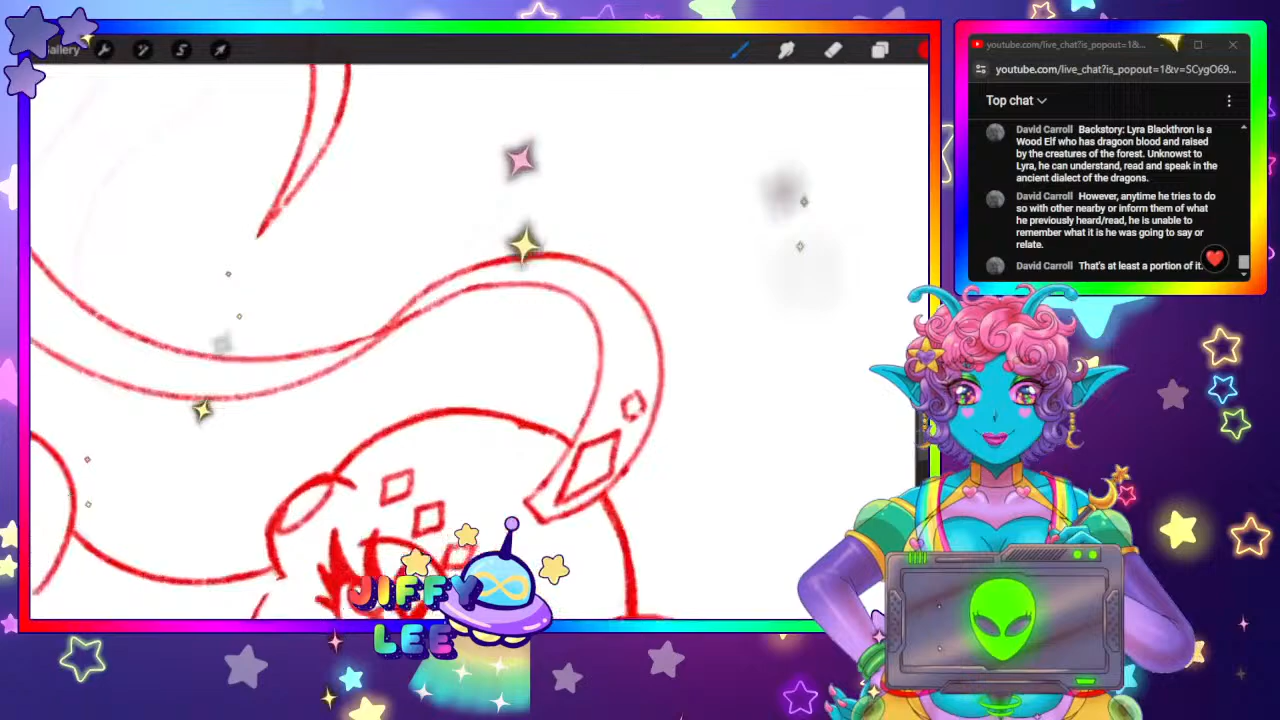 Gallery
youtube.com/live_chat?is_popout=1&...
youtube.com/live_chat?is_popout=1&v=SCygO69...
Top chat
David Carroll Backstory: Lyra Blackthron is a
Wood Elf who has dragoon blood and raised
by the creatures of the forest. Unknowst to
Lyra, he can understand, read and speak in the
ancient dialect of the dragons.
David Carroll However, anytime he tries to do
so with other nearby or inform them of what
he previously heard/read, he is unable to
remember what it is he was going to say or
relate.
David Carroll That's at least a portion of it.
JIFFY
LEE